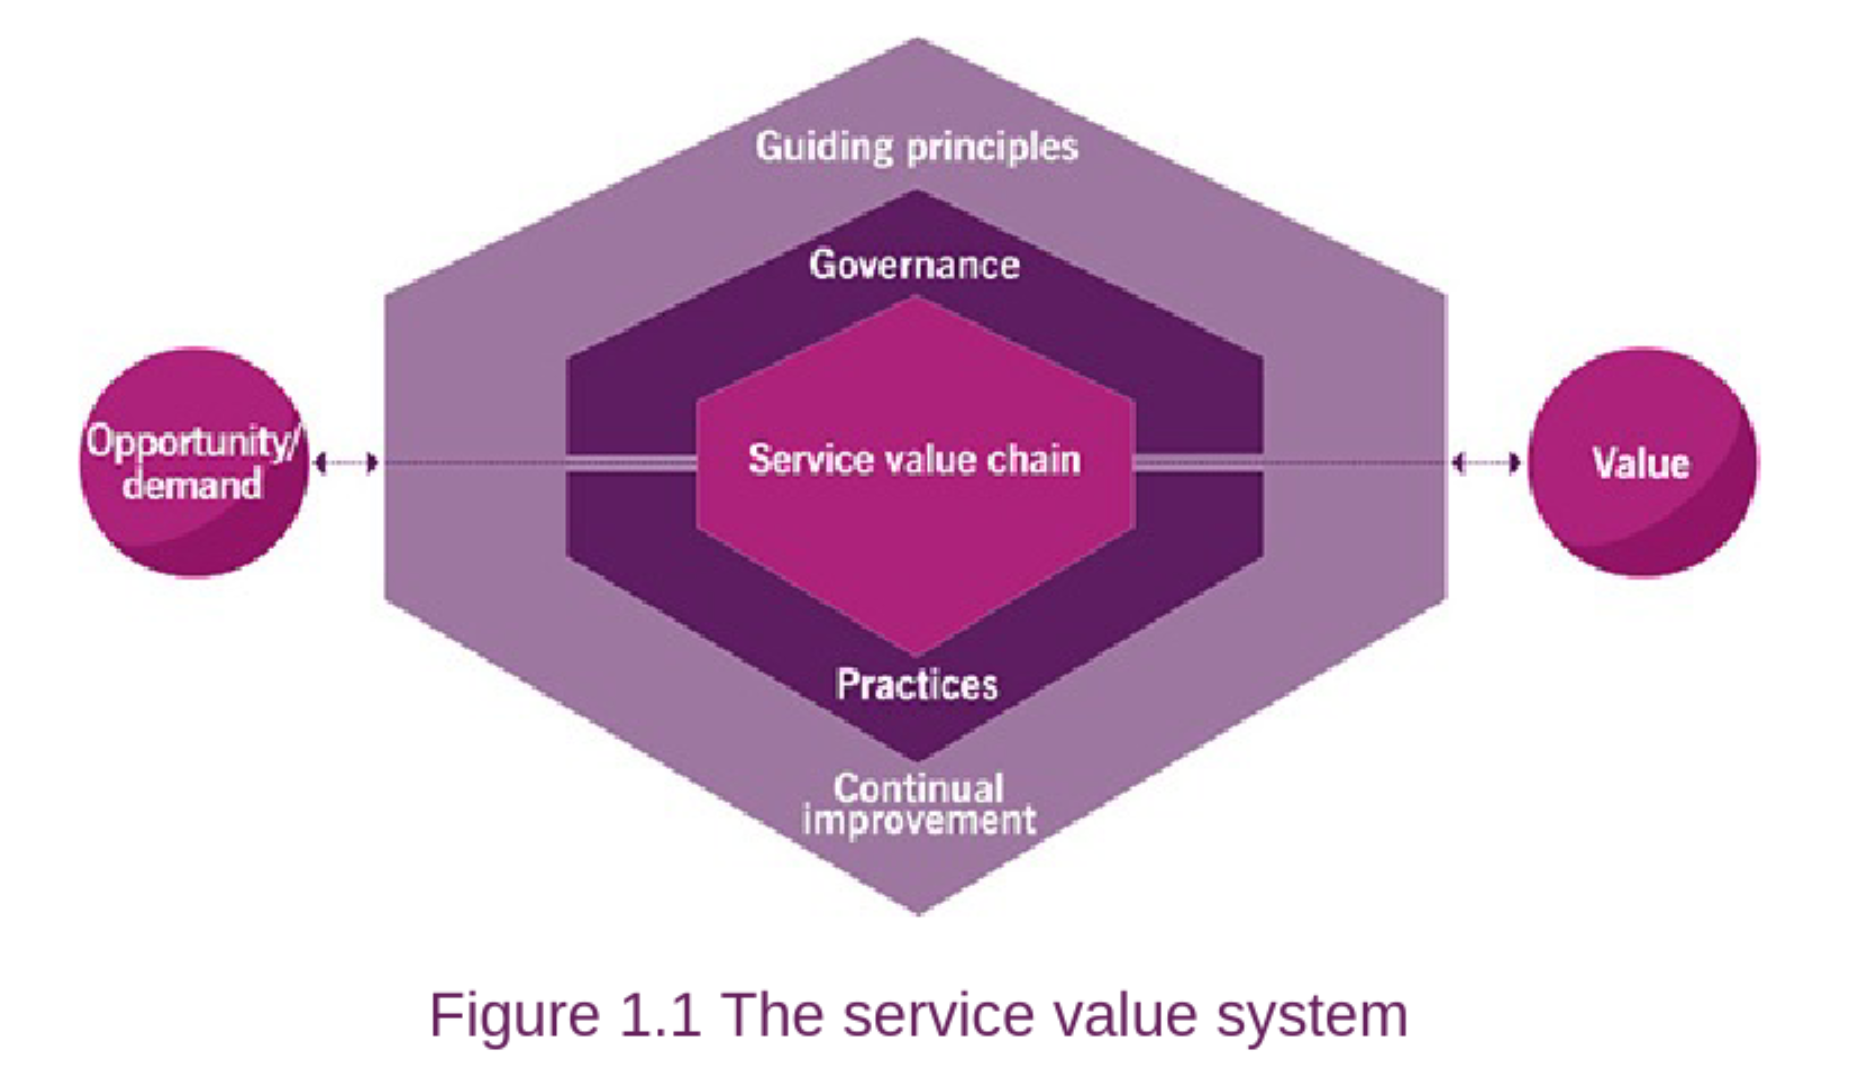 Guiding principles
Governance
Opportunity/
demand
Service value chain
Value
Practices
Continual
improvement
Figure 1.1 The service value system